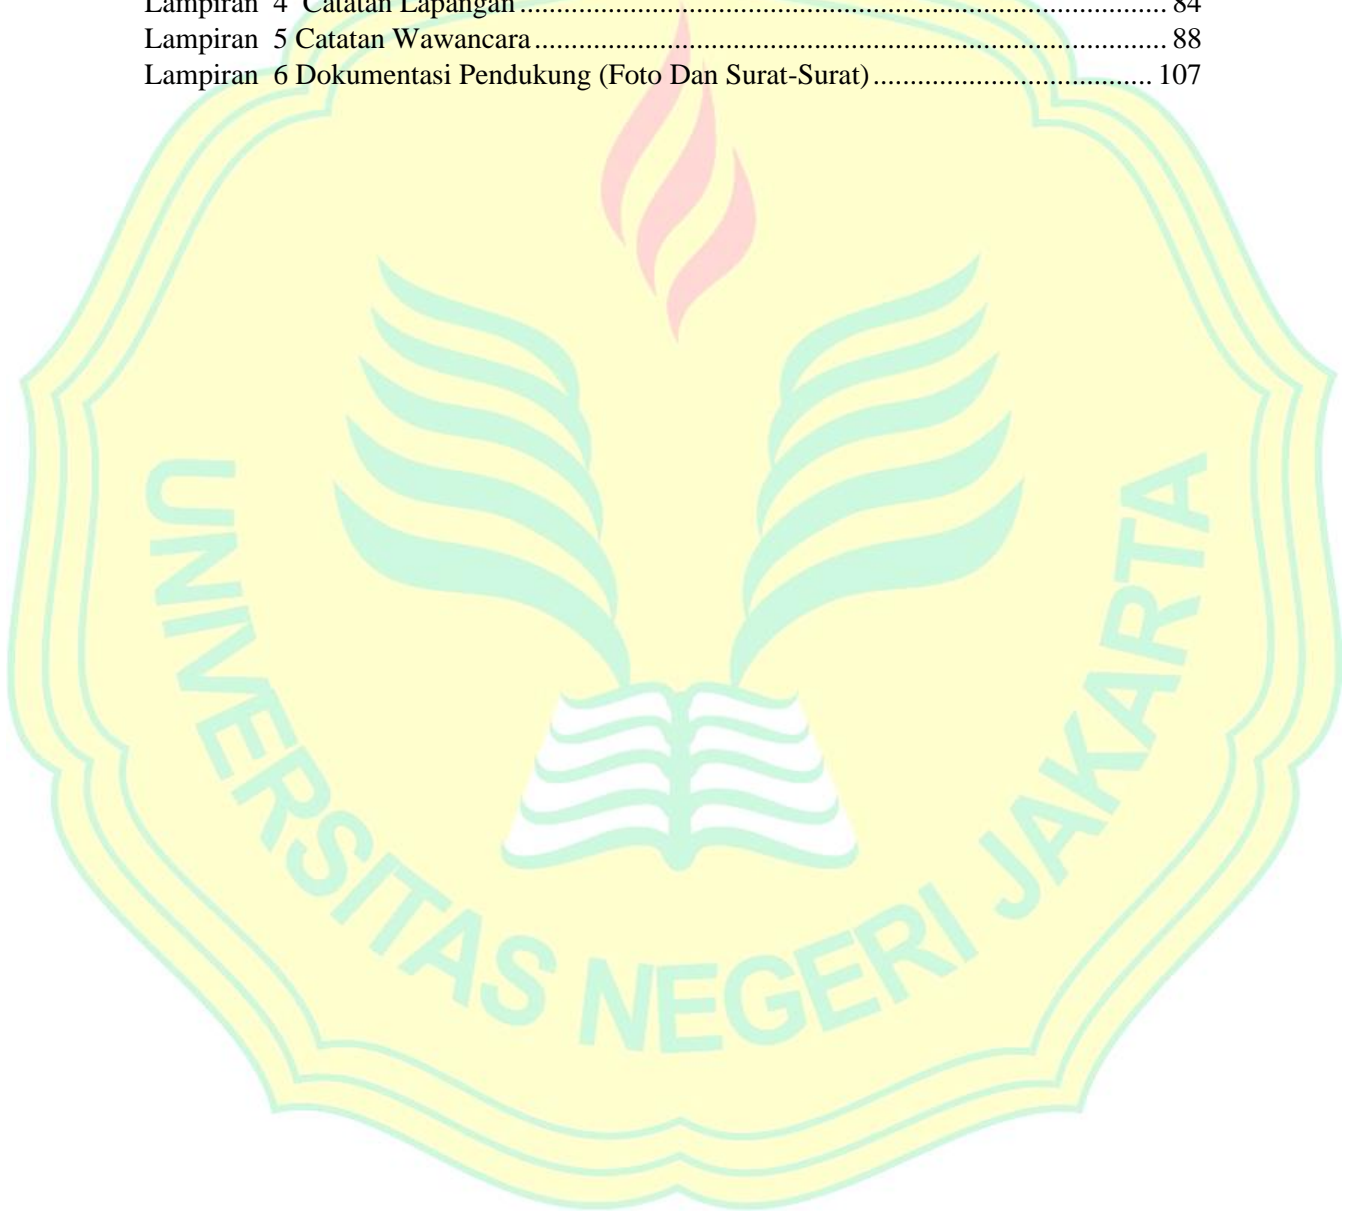 Lampiran 4 Catatan Lapangan ........................................................................................ 84
Lampiran 5 Catatan Wawancara ...................................................................................... 88
Lampiran 6 Dokumentasi Pendukung (Foto Dan Surat-Surat) ...................................... 107
UNIVERSITAS NEGERI JAKARTA